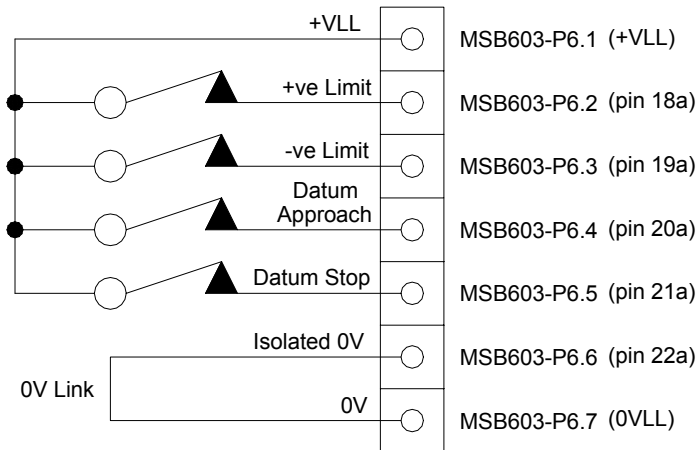 +VLL MSB603-P6.1 (+VLL)
+ve Limit MSB603-P6.2 (pin 18a)
-ve Limit MSB603-P6.3 (pin 19a)
Datum
Approach MSB603-P6.4 (pin 20a)
Datum Stop MSB603-P6.5 (pin 21a)
Isolated 0V MSB603-P6.6 (pin 22a)
0V Link
0V MSB603-P6.7 (0VLL)